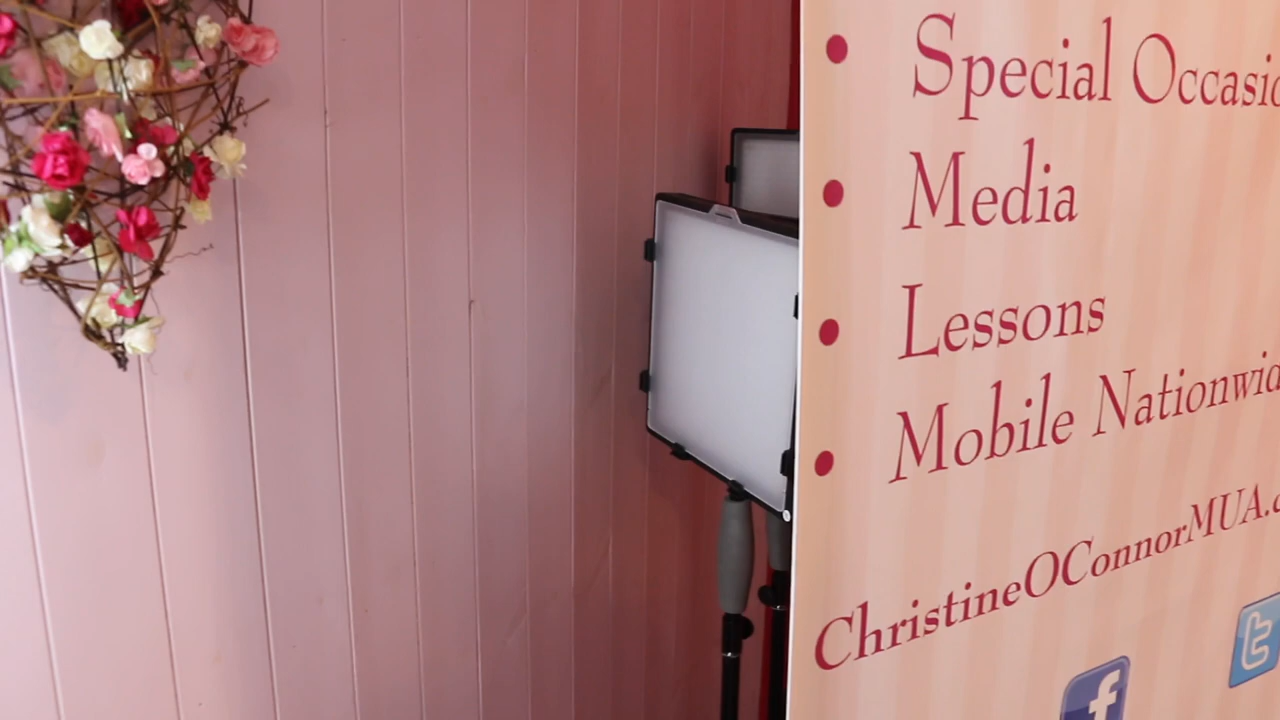 • Special Occasio
• Media
• Lessons
• Mobile Nationwid
ChristineOConnorMUA.c
f t